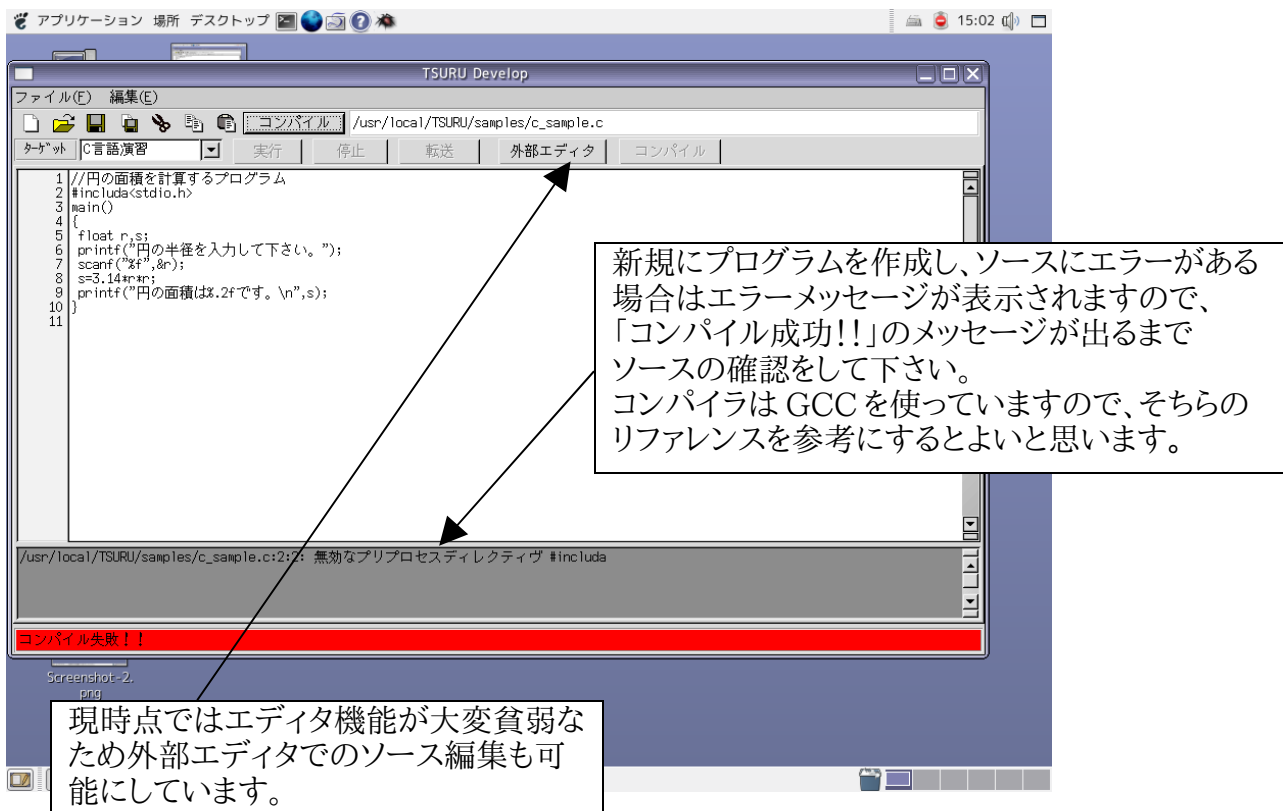 アプリケーション 場所 デスクトップ 15:02
TSURU Develop
ファイル(F) 編集(E)
コンパイル /usr/local/TSURU/samples/c_sample.c
ターゲット C言語演習 実行 停止 転送 外部エディタ コンパイル
1 //円の面積を計算するプログラム
2 #includa<stdio.h>
3 main()
4 {
5 float r,s;
6 printf("円の半径を入力して下さい。");
7 scanf("%f",&r);
8 s=3.14*r*r;
9 printf("円の面積は%.2fです。\n",s);
10 }
11
新規にプログラムを作成し、ソースにエラーがある
場合はエラーメッセージが表示されますので、
「コンパイル成功!!」のメッセージが出るまで
ソースの確認をして下さい。
コンパイラは GCC を使っていますので、そちらの
リファレンスを参考にするとよいと思います。
/usr/local/TSURU/samples/c_sample.c:2:2: 無効なプリプロセスディレクティヴ #includa
コンパイル失敗!!
Screenshot-2.
png
現時点ではエディタ機能が大変貧弱な
ため外部エディタでのソース編集も可
能にしています。